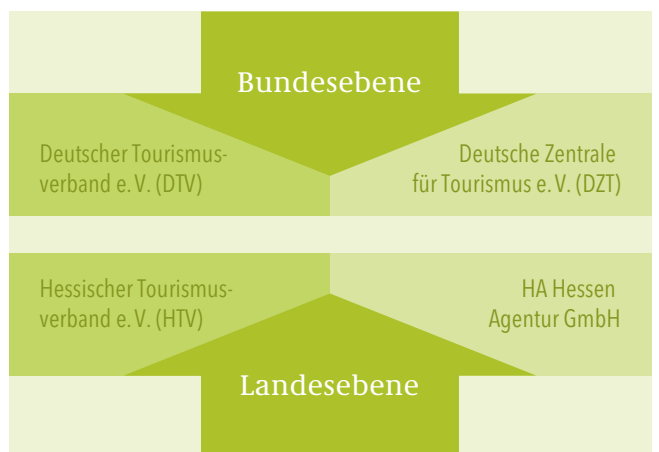 Bundesebene
Deutscher Tourismus-
verband e. V. (DTV)
Deutsche Zentrale
für Tourismus e. V. (DZT)
Hessischer Tourismus-
verband e. V. (HTV)
HA Hessen
Agentur GmbH
Landesebene